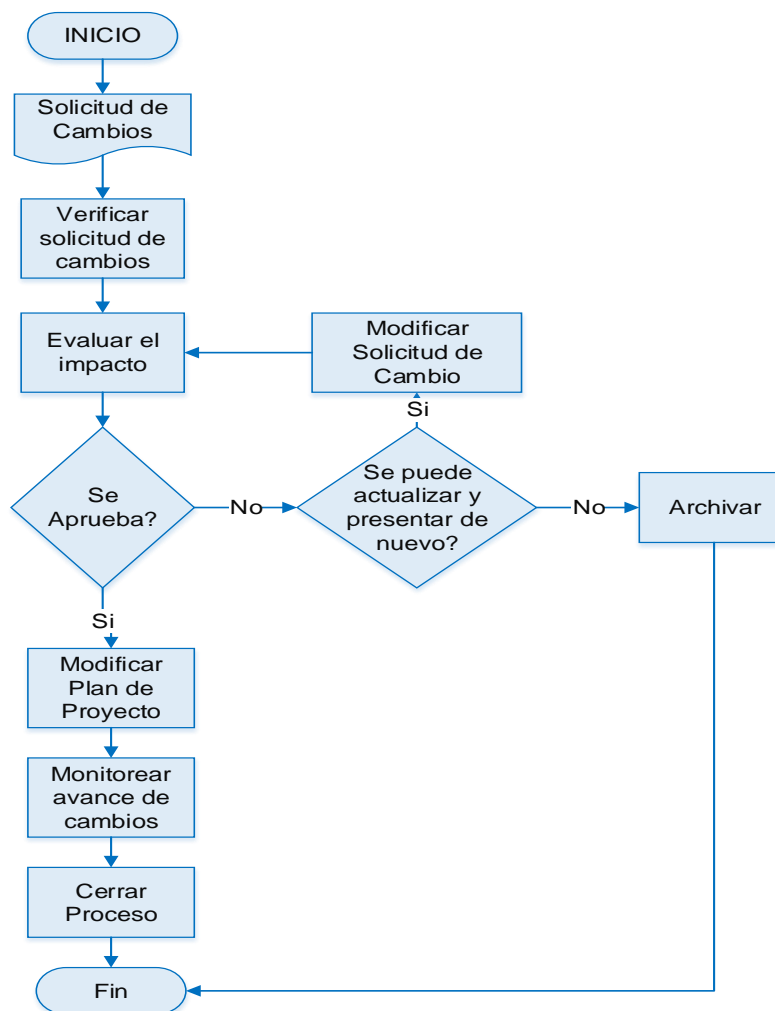 INICIO
Solicitud de
Cambios
Verificar
solicitud de
cambios
Evaluar el
impacto
Modificar
Solicitud de
Cambio
Si
Se
Aprueba?
No
Se puede
actualizar y
presentar de
nuevo?
No
Archivar
Si
Modificar
Plan de
Proyecto
Monitorear
avance de
cambios
Cerrar
Proceso
Fin